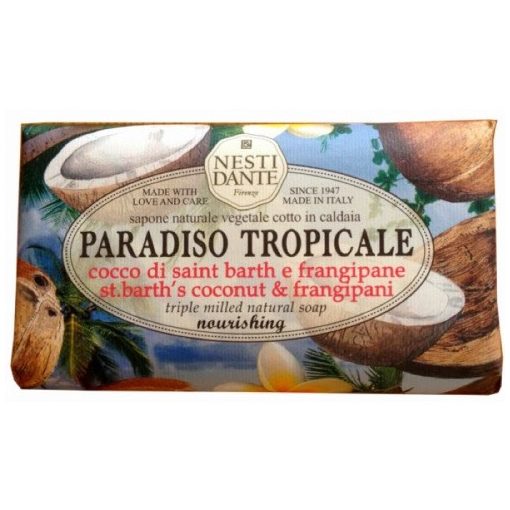 NESTI
DANTE
Firenze
MADE WITH
LOVE AND CARE
SINCE 1947
MADE IN ITALY
sapone naturale vegetale cotto in caldaia
PARADISO TROPICALE
cocco di saint barth e frangipane
st.barth's coconut & frangipani
triple milled natural soap
nourishing